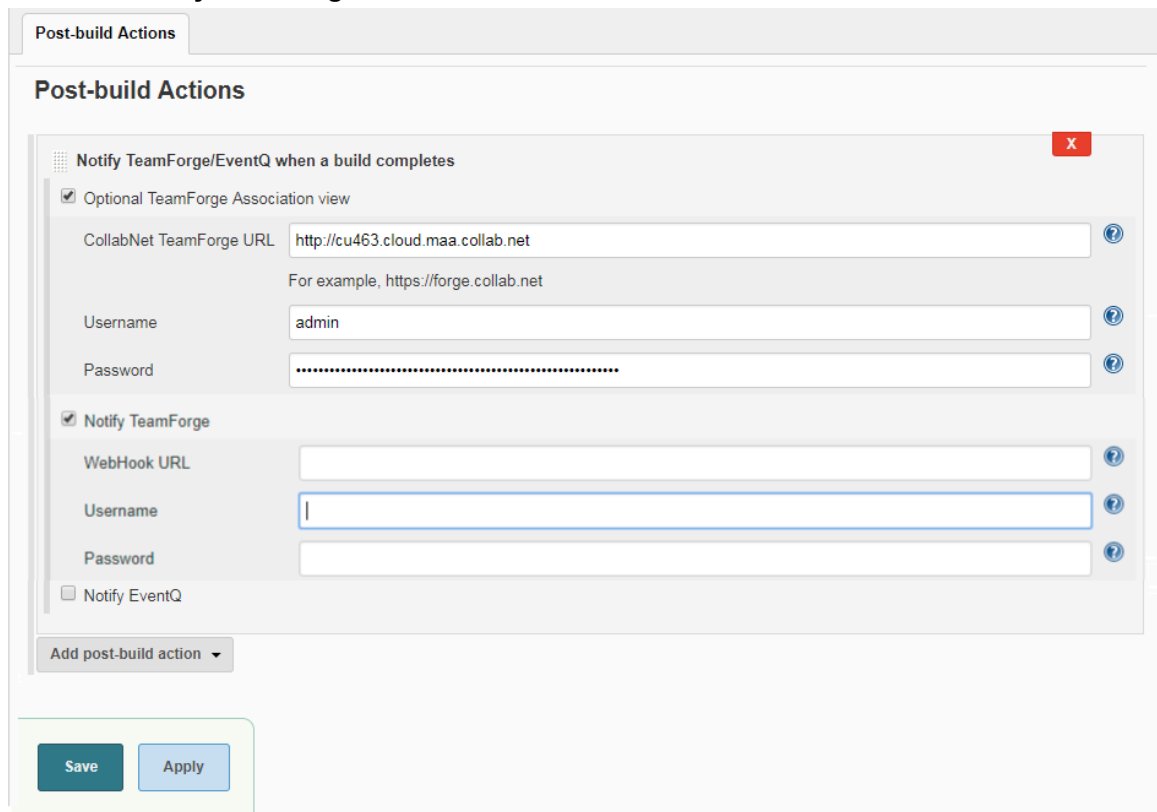 Post-build Actions
Post-build Actions
X
Notify TeamForge/EventQ when a build completes
Optional TeamForge Association view
CollabNet TeamForge URL http://cu463.cloud.maa.collab.net
For example, https://forge.collab.net
Username admin
Password ••••••••••••••••••••••••••••••••••••••••••••••••••••••••••
Notify TeamForge
WebHook URL
Username
Password
Notify EventQ
Add post-build action
Save Apply